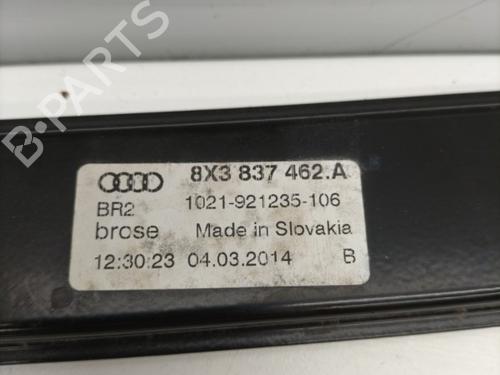 B-Parts
8X3 837 462.A
BR2 1021-921235-106
brose Made in Slovakia
12:30:23 04.03.2014 B